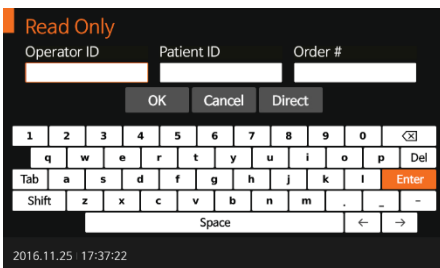 Read Only
Operator ID Patient ID Order #
OK Cancel Direct
1 2 3 4 5 6 7 8 9 0
q w e r t y u i o p Del
Tab a s d f g h j k l Enter
Shift z x c v b n m . _ -
Space ← →
2016.11.25 17:37:22